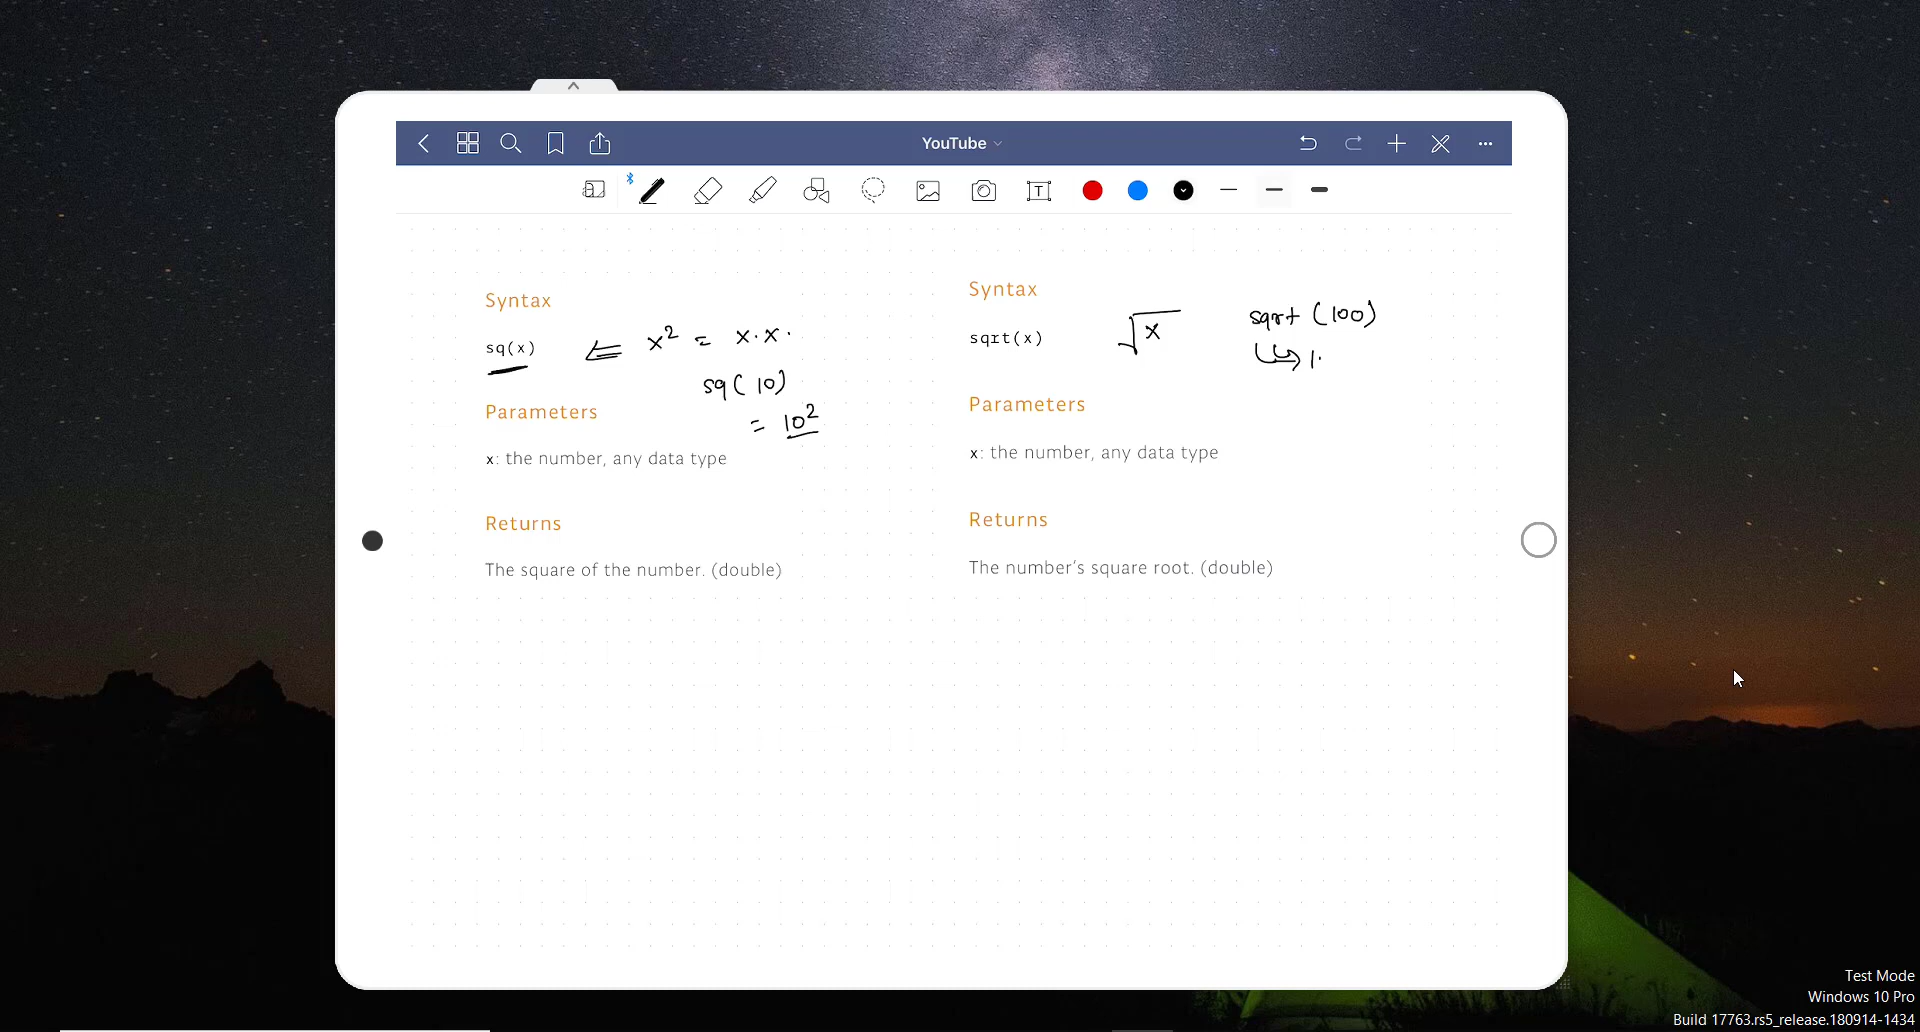 YouTube
T
Syntax
sq(x)
x² = x.x.
sq(10)
= 10²
Parameters
x: the number, any data type
Returns
The square of the number. (double)
Syntax
sqrt(x)
√x
sqrt(100)
Parameters
x: the number, any data type
Returns
The number's square root. (double)
Test Mode
Windows 10 Pro
Build 17763.rs5_release.180914-1434